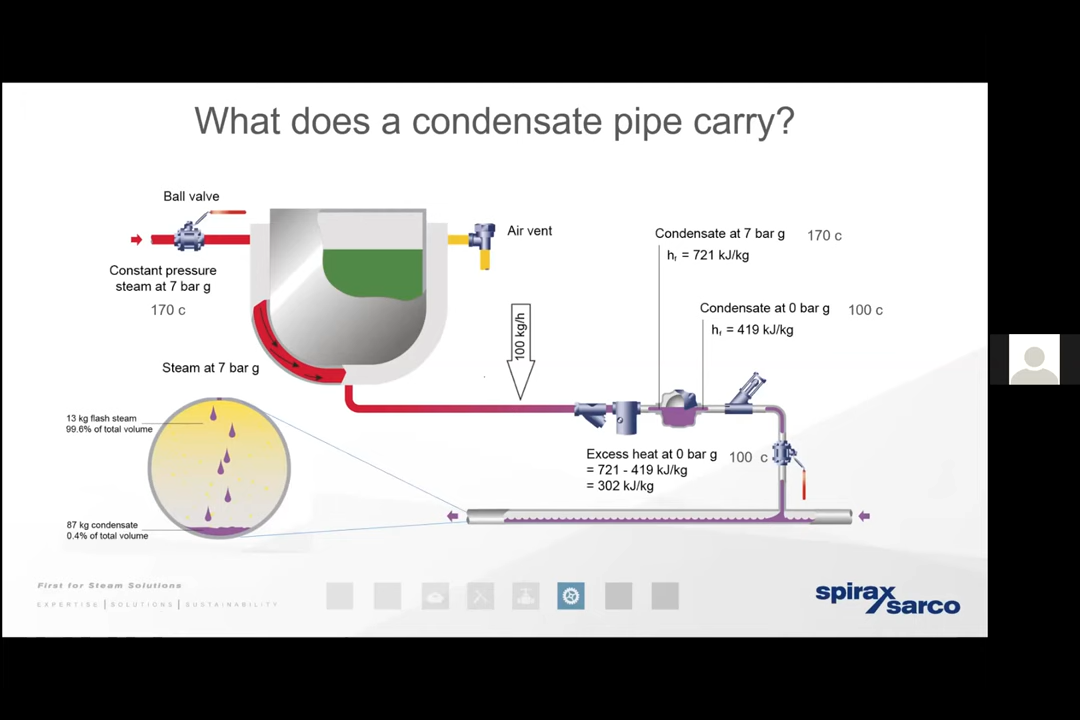 What does a condensate pipe carry?
Ball valve
Constant pressure
steam at 7 bar g
170 c
Steam at 7 bar g
Air vent
100 kg/h
Condensate at 7 bar g 170 c
hf = 721 kJ/kg
Condensate at 0 bar g 100 c
hf = 419 kJ/kg
Excess heat at 0 bar g 100 c
= 721 - 419 kJ/kg
= 302 kJ/kg
13 kg flash steam
99.6% of total volume
87 kg condensate
0.4% of total volume
First for Steam Solutions
EXPERTISE | SOLUTIONS | SUSTAINABILITY
spirax
sarco